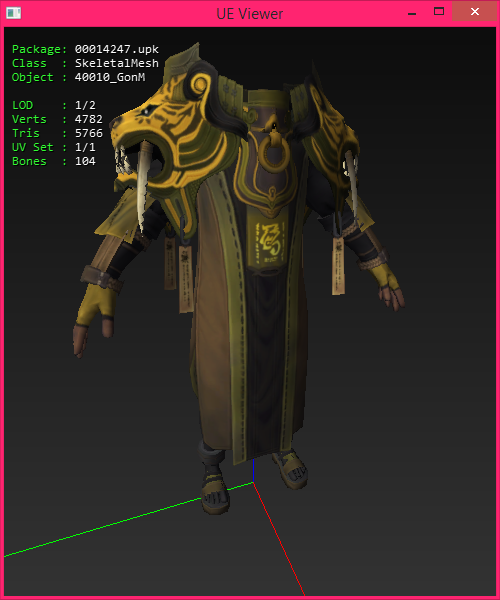 UE Viewer
Package: 00014247.upk
Class : SkeletalMesh
Object : 40010_GonM
LOD : 1/2
Verts : 4782
Tris : 5766
UV Set : 1/1
Bones : 104